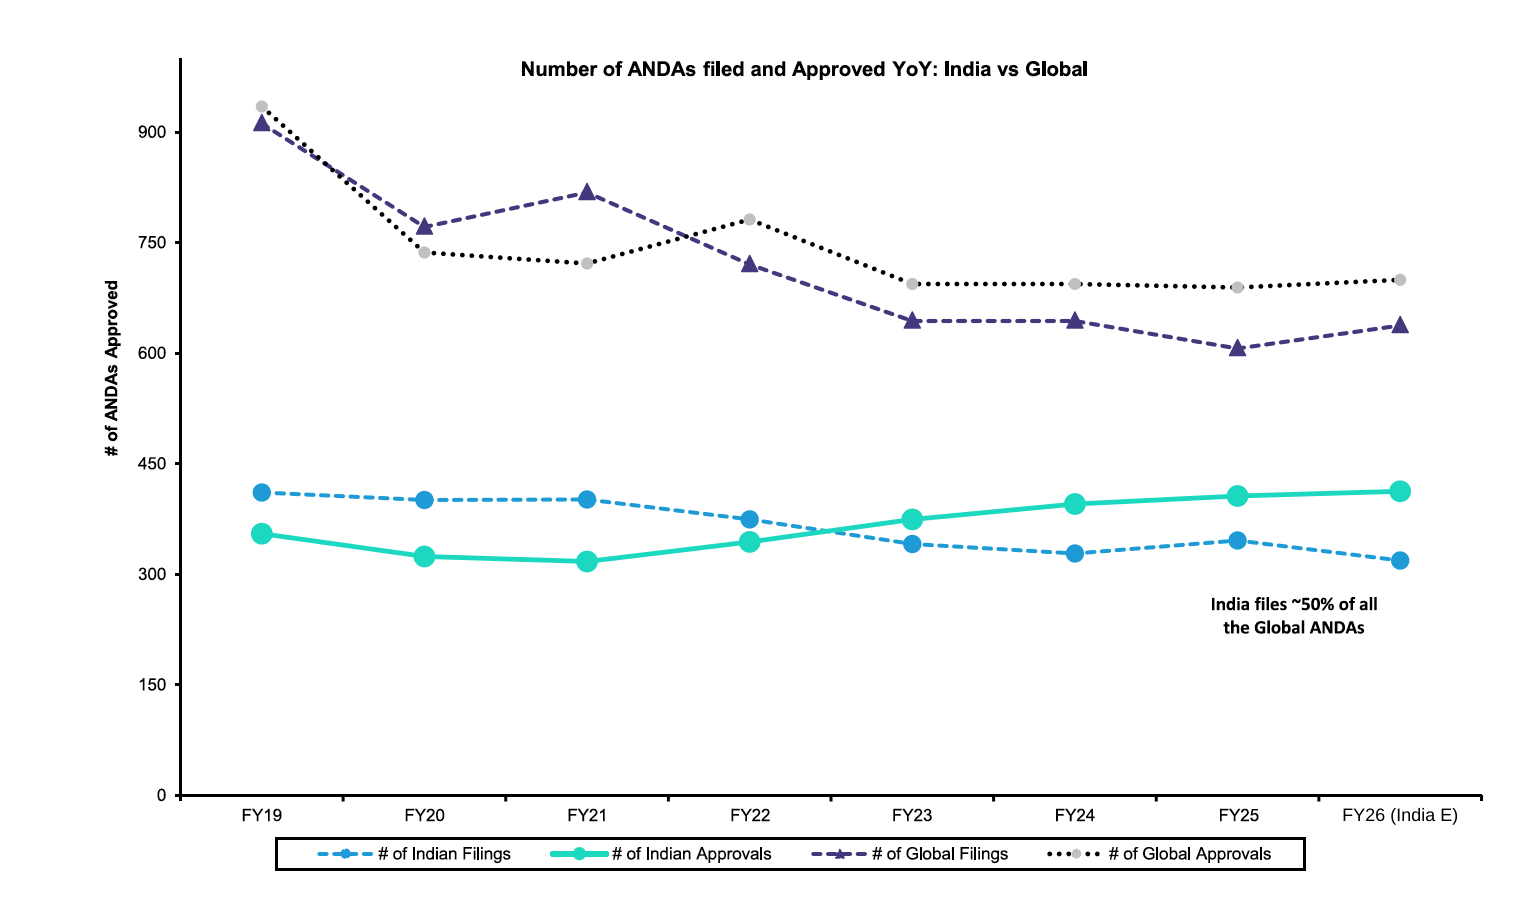 Number of ANDAs filed and Approved YoY: India vs Global
# of ANDAs Approved
900
750
600
450
300
150
0
India files ~50% of all
the Global ANDAs
FY19 FY20 FY21 FY22 FY23 FY24 FY25 FY26 (India E)
# of Indian Filings # of Indian Approvals # of Global Filings # of Global Approvals